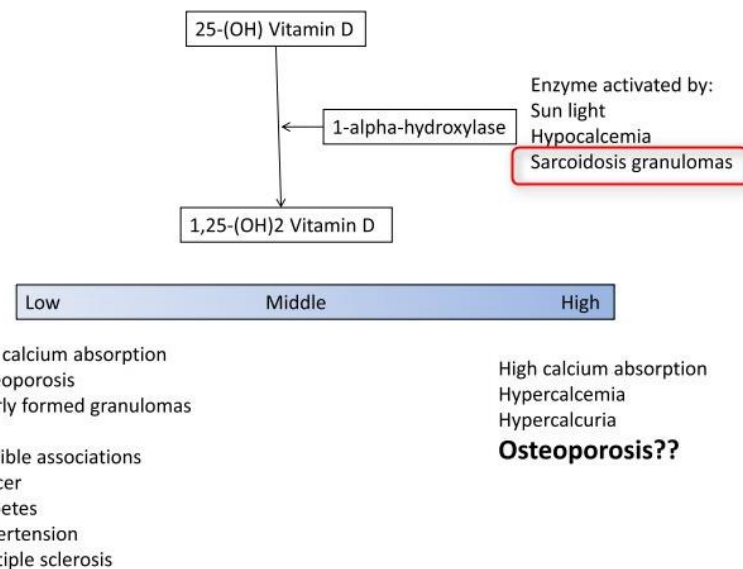 25-(OH) Vitamin D
Enzyme activated by:
Sun light
1-alpha-hydroxylase
Hypocalcemia
Sarcoidosis granulomas
1,25-(OH)2 Vitamin D
Low Middle High
calcium absorption
eoporosis
rly formed granulomas
ible associations
cer
etes
ertension
tiple sclerosis
High calcium absorption
Hypercalcemia
Hypercalcuria
Osteoporosis??